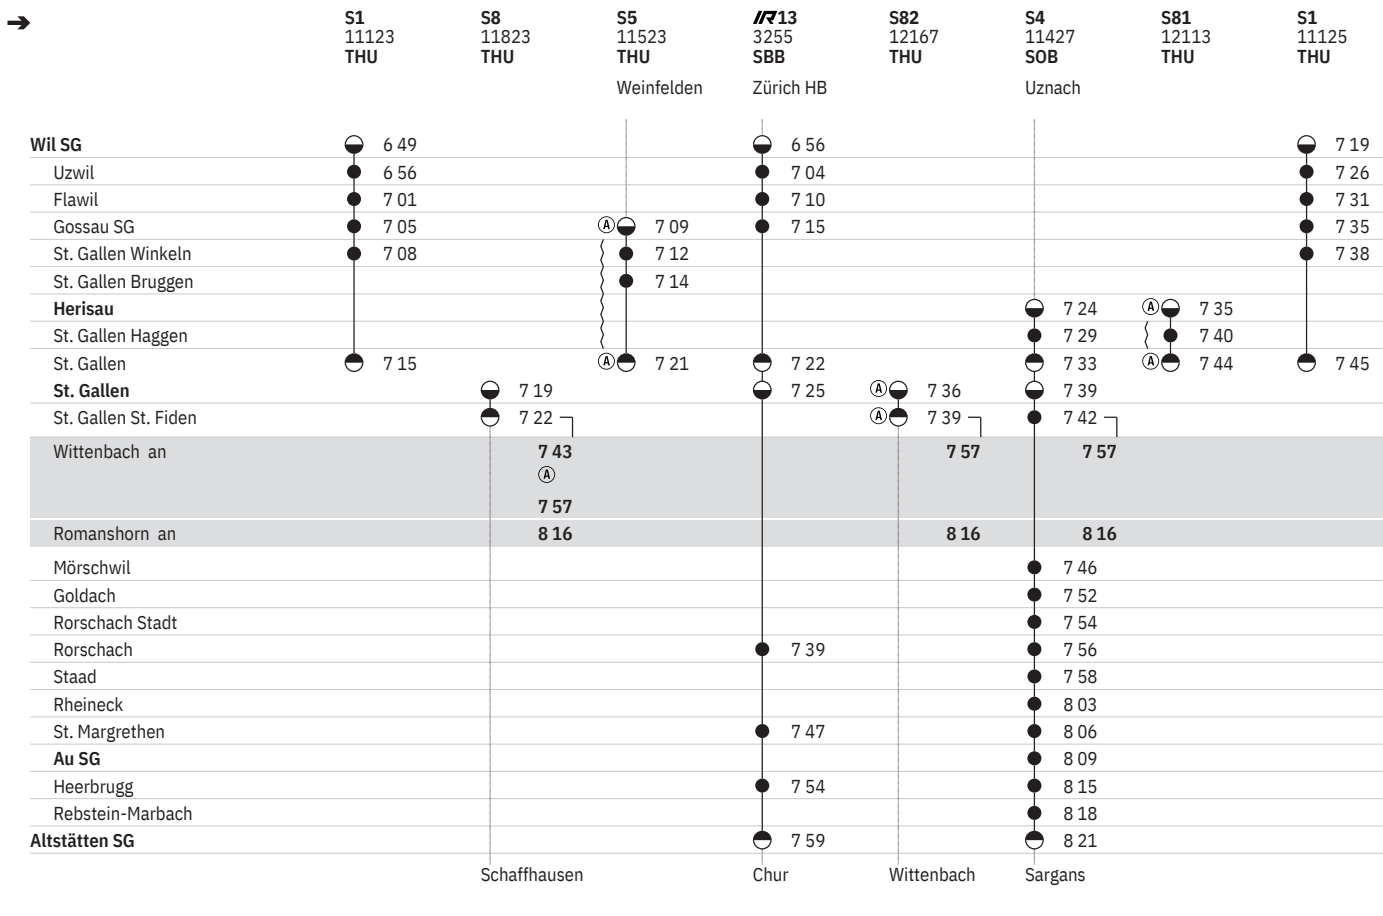 ➔ S1 S8 S5 IR13 S82 S4 S81 S1
11123 11823 11523 3255 12167 11427 12113 11125
THU THU THU SBB THU SOB THU THU
Weinfelden Zürich HB Uznach
Wil SG 6 49 6 56 7 19
Uzwil 6 56 7 04 7 26
Flawil 7 01 7 10 7 31
Gossau SG 7 05 A 7 09 7 15 7 35
St. Gallen Winkeln 7 08 7 12 7 38
St. Gallen Bruggen 7 14
Herisau 7 24 A 7 35
St. Gallen Haggen 7 29 7 40
St. Gallen 7 15 A 7 21 7 22 7 33 A 7 44 7 45
St. Gallen 7 19 7 25 A 7 36 7 39
St. Gallen St. Fiden 7 22 A 7 39 7 42
Wittenbach an 7 43 7 57 7 57
A
7 57
Romanshorn an 8 16 8 16 8 16
Mörschwil 7 46
Goldach 7 52
Rorschach Stadt 7 54
Rorschach 7 39 7 56
Staad 7 58
Rheineck 8 03
St. Margrethen 7 47 8 06
Au SG 8 09
Heerbrugg 7 54 8 15
Rebstein-Marbach 8 18
Altstätten SG 7 59 8 21
Schaffhausen Chur Wittenbach Sargans